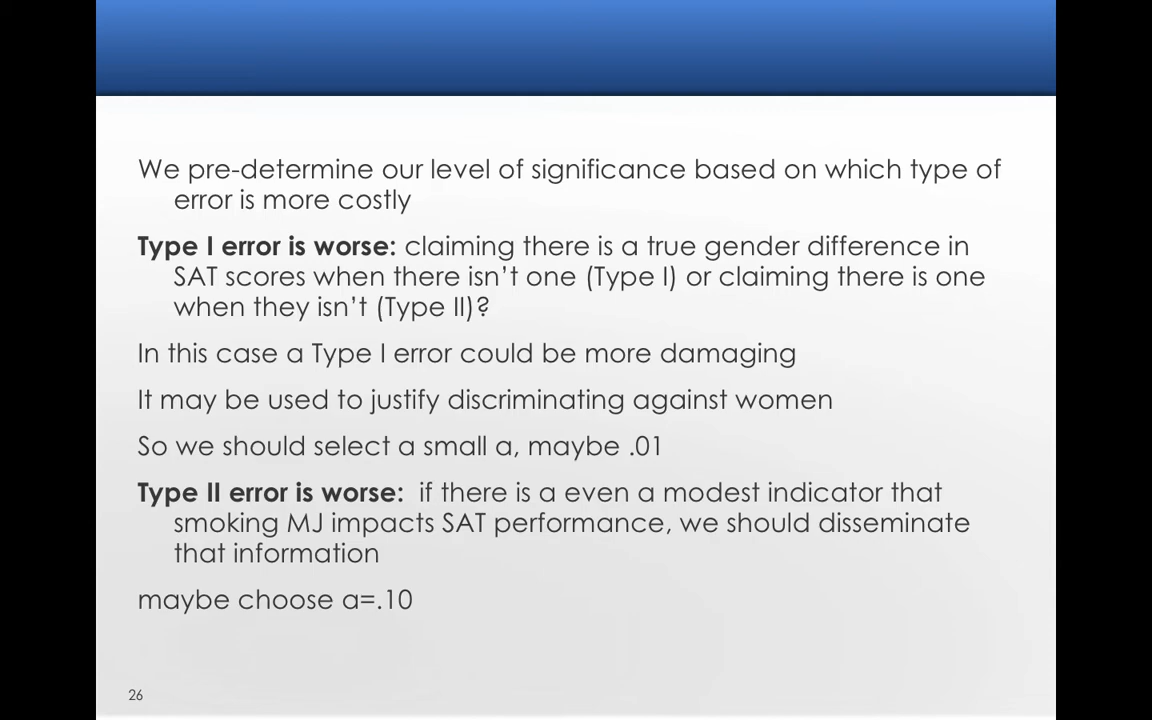 We pre-determine our level of significance based on which type of
error is more costly
Type I error is worse: claiming there is a true gender difference in
SAT scores when there isn’t one (Type I) or claiming there is one
when they isn’t (Type II)?
In this case a Type I error could be more damaging
It may be used to justify discriminating against women
So we should select a small a, maybe .01
Type II error is worse:  if there is a even a modest indicator that
smoking MJ impacts SAT performance, we should disseminate
that information
maybe choose a=.10
26